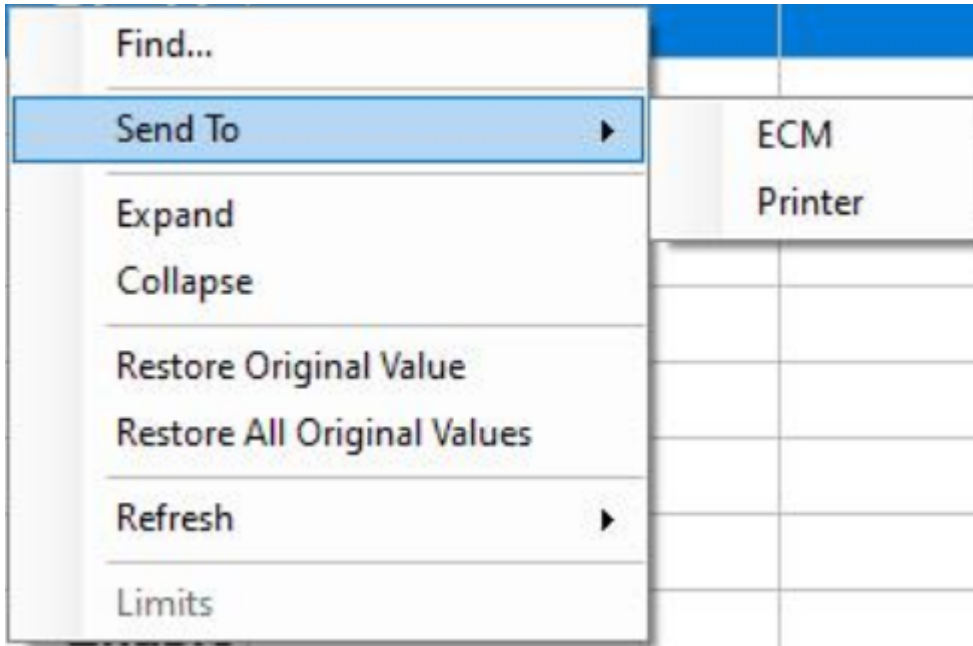 Find...
Send To
ECM
Printer
Expand
Collapse
Restore Original Value
Restore All Original Values
Refresh
Limits